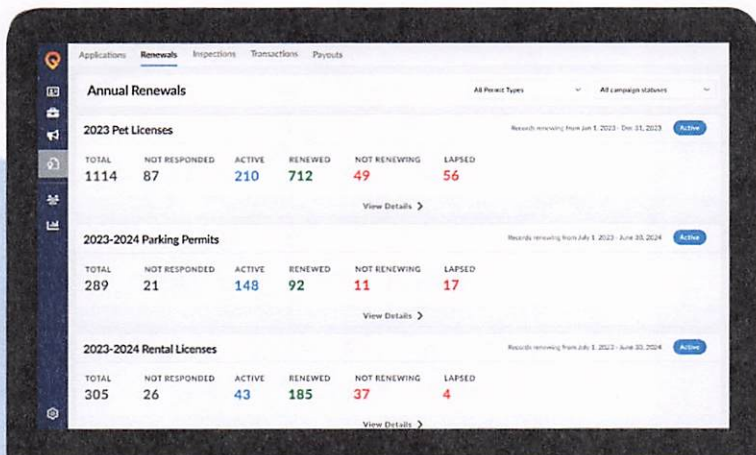 Applications Renewals Inspections Transactions Payouts
Annual Renewals All Permit Types All campaign statuses
2023 Pet Licenses Records renewing from Jan 1, 2023 - Dec 31, 2023 Active
TOTAL NOT RESPONDED ACTIVE RENEWED NOT RENEWING LAPSED
1114 87 210 712 49 56
View Details
2023-2024 Parking Permits Records renewing from July 1, 2023 - June 30, 2024 Active
TOTAL NOT RESPONDED ACTIVE RENEWED NOT RENEWING LAPSED
289 21 148 92 11 17
View Details
2023-2024 Rental Licenses Records renewing from July 1, 2023 - June 30, 2024 Active
TOTAL NOT RESPONDED ACTIVE RENEWED NOT RENEWING LAPSED
305 26 43 185 37 4
View Details